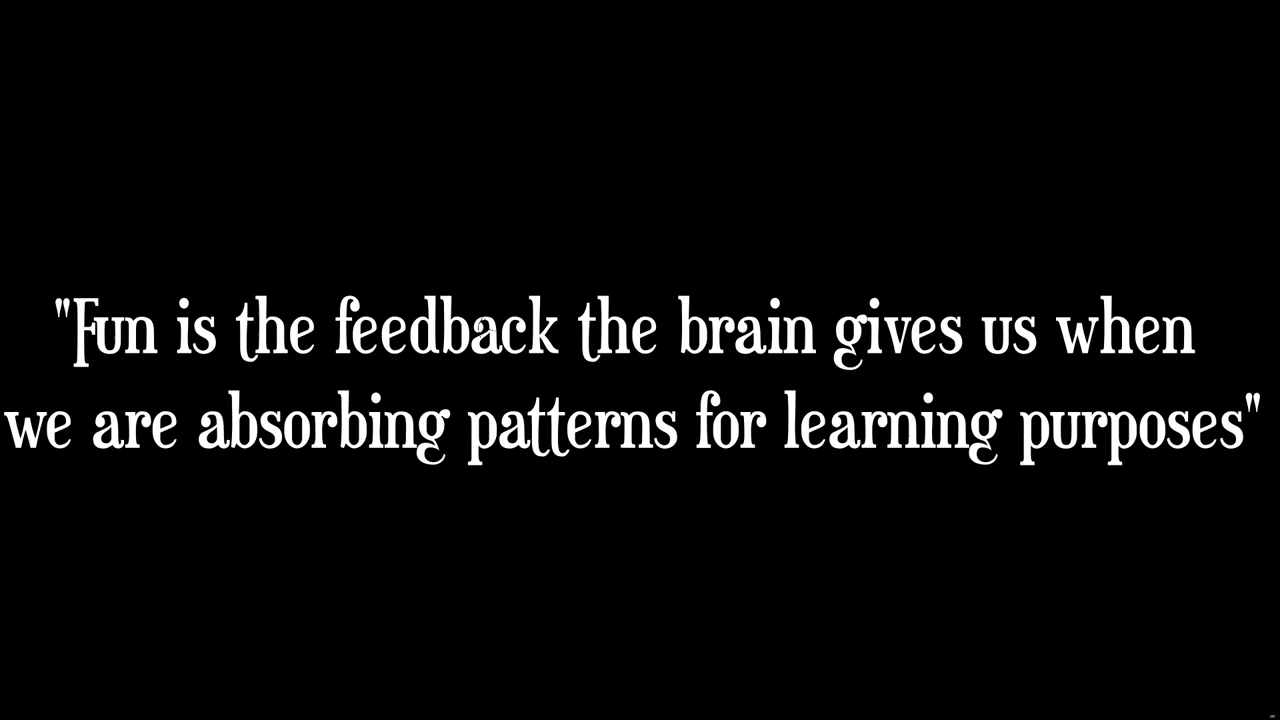 "Fun is the feedback the brain gives us when
we are absorbing patterns for learning purposes"